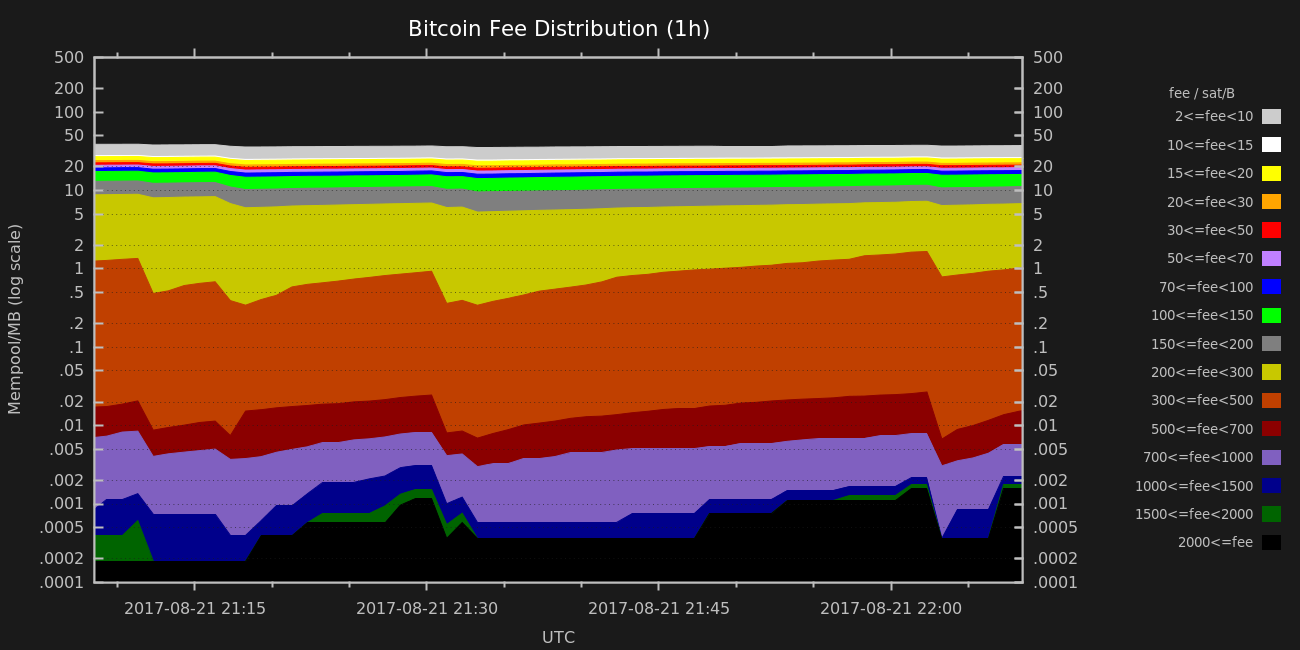 Bitcoin Fee Distribution (1h)
500
200
100
50
20
10
5
2
1
.5
.2
.1
.05
.02
.01
.005
.002
.001
.0005
.0002
.0001
Mempool/MB (log scale)
500
200
100
50
20
10
5
2
1
.5
.2
.1
.05
.02
.01
.005
.002
.001
.0005
.0002
.0001
2017-08-21 21:15 2017-08-21 21:30 2017-08-21 21:45 2017-08-21 22:00
UTC
fee / sat/B
2<=fee<10
10<=fee<15
15<=fee<20
20<=fee<30
30<=fee<50
50<=fee<70
70<=fee<100
100<=fee<150
150<=fee<200
200<=fee<300
300<=fee<500
500<=fee<700
700<=fee<1000
1000<=fee<1500
1500<=fee<2000
2000<=fee